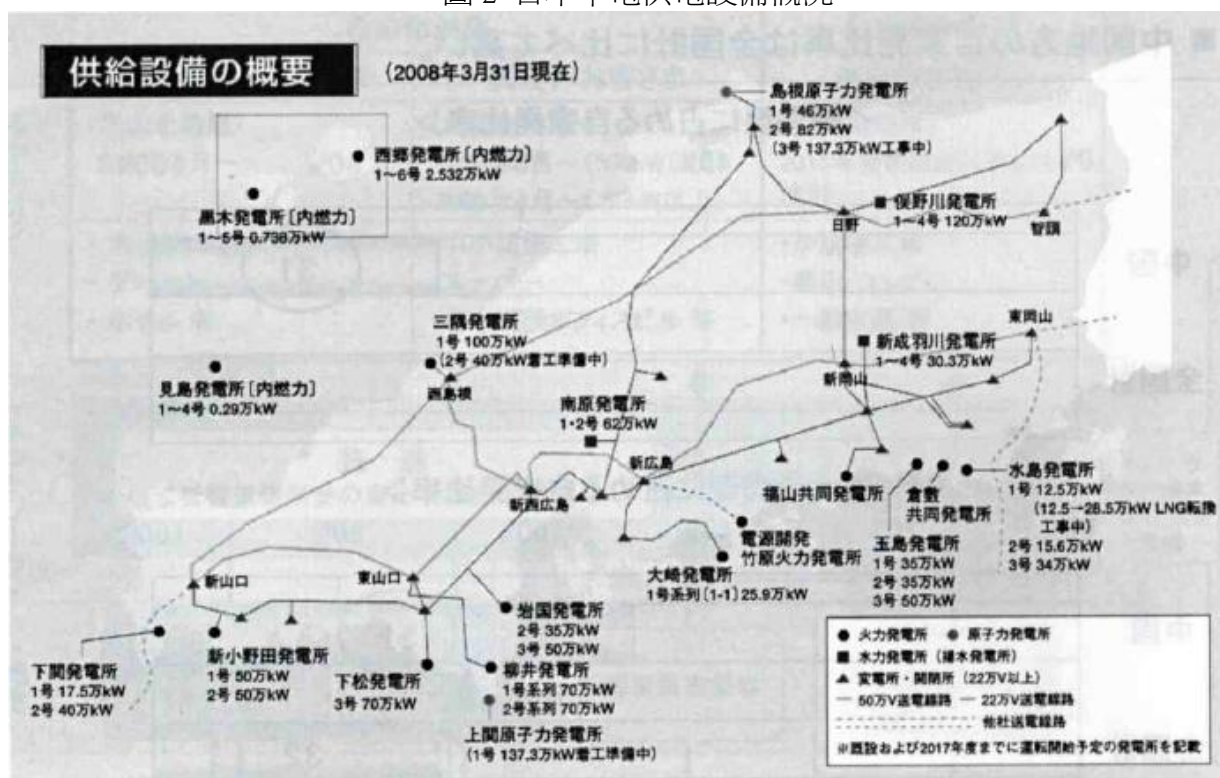 圖 2 日本中電供電設備概況
供給設備の概要
(2008年3月31日現在)
島根原子力発電所
1号 46万kW
2号 82万kW
(3号 137.3万kW工事中)
西郷発電所[内燃力]
1～6号 2.532万kW
黒木発電所[内燃力]
1～5号 0.738万kW
俣野川発電所
1～4号 120万kW
日野
智頭
東岡山
三隅発電所
1号 100万kW
(2号 40万kW着工準備中)
西島根
新成羽川発電所
1～4号 30.3万kW
新岡山
見島発電所[内燃力]
1～4号 0.29万kW
南原発電所
1・2号 62万kW
新広島
新西広島
福山共同発電所
倉敷
共同発電所
水島発電所
1号 12.5万kW
(12.5→28.5万kW LNG転換
工事中)
2号 15.6万kW
3号 34万kW
電源開発
竹原火力発電所
玉島発電所
1号 35万kW
2号 35万kW
3号 50万kW
大崎発電所
1号系列[1-1] 25.9万kW
新山口
東山口
岩国発電所
2号 35万kW
3号 50万kW
下関発電所
1号 17.5万kW
2号 40万kW
新小野田発電所
1号 50万kW
2号 50万kW
下松発電所
3号 70万kW
柳井発電所
1号系列 70万kW
2号系列 70万kW
上関原子力発電所
(1号 137.3万kW着工準備中)
● 火力発電所 ● 原子力発電所
■ 水力発電所（揚水発電所）
▲ 変電所・開閉所（22万V以上）
― 50万V送電線路 ― 22万V送電線路
他社送電線路
※既設および2017年度までに運転開始予定の発電所を記載